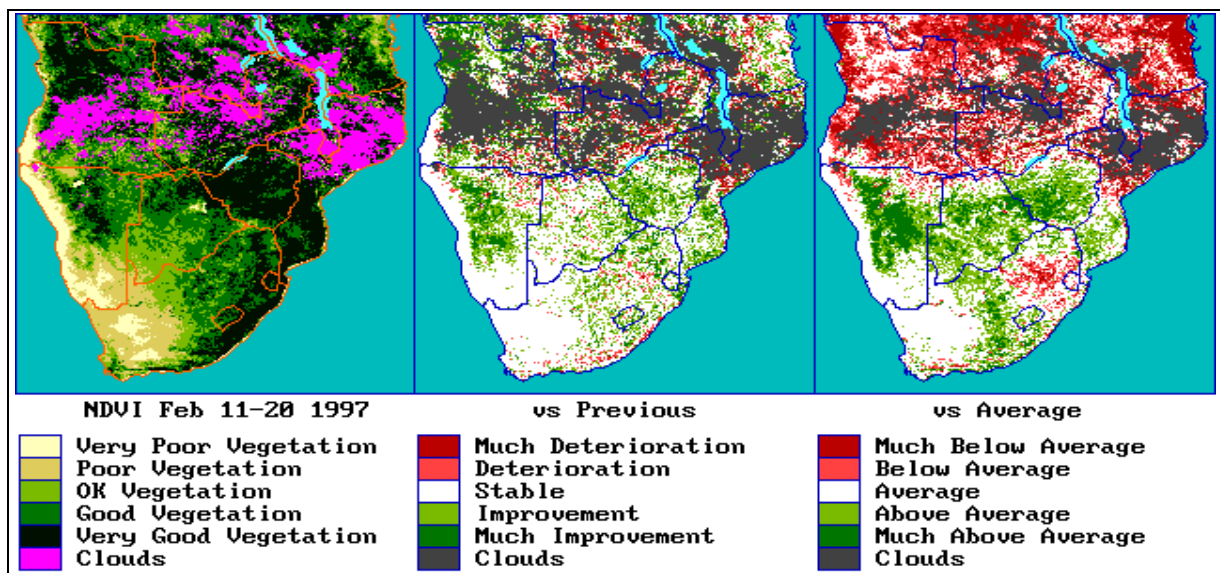 NDVI Feb 11-20 1997
Very Poor Vegetation
Poor Vegetation
OK Vegetation
Good Vegetation
Very Good Vegetation
Clouds
vs Previous
Much Deterioration
Deterioration
Stable
Improvement
Much Improvement
Clouds
vs Average
Much Below Average
Below Average
Average
Above Average
Much Above Average
Clouds